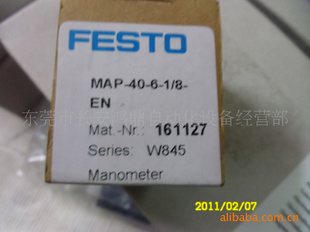 FESTO
MAP-40-6-1/8-
EN
Mat.-Nr.: 161127
Series: W845
Manometer
2011/02/07